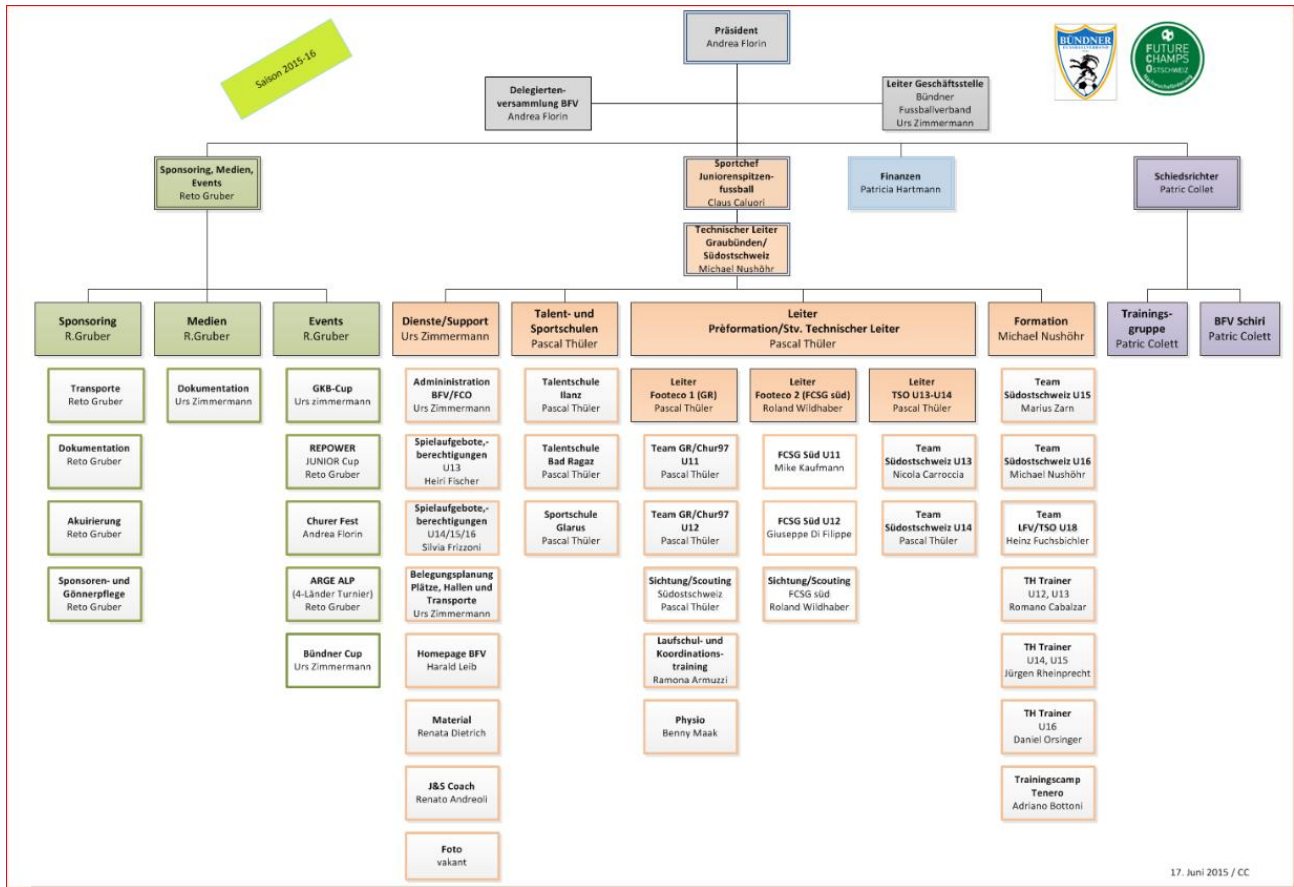 Saison 2015-16
Präsident
Andrea Florin
BÜNDNER
FUSSBALLVERBAND
FUTURE
CHAMPS
OSTSCHWEIZ
Delegierten-
versammlung BFV
Andrea Florin
Leiter Geschäftsstelle
Bündner
Fussballverband
Urs Zimmermann
Sponsoring, Medien,
Events
Reto Gruber
Sportchef
Juniorenspitzen-
fussball
Claus Caluori
Finanzen
Patricia Hartmann
Schiedsrichter
Patric Collet
Technischer Leiter
Graubünden/
Südostschweiz
Michael Nushöhr
Sponsoring
R.Gruber
Medien
R.Gruber
Events
R.Gruber
Dienste/Support
Urs Zimmermann
Talent- und
Sportschulen
Pascal Thüler
Leiter
Prèformation/Stv. Technischer Leiter
Pascal Thüler
Formation
Michael Nushöhr
Trainings-
gruppe
Patric Colett
BFV Schiri
Patric Colett
Transporte
Reto Gruber
Dokumentation
Reto Gruber
Akuirierung
Reto Gruber
Sponsoren- und
Gönnerpflege
Reto Gruber
Dokumentation
Urs Zimmermann
GKB-Cup
Urs zimmermann
REPOWER
JUNIOR Cup
Reto Gruber
Churer Fest
Andrea Florin
ARGE ALP
(4-Länder Turnier)
Reto Gruber
Bündner Cup
Urs Zimmermann
Admininistration
BFV/FCO
Urs Zimmermann
Spielaufgebote,-
berechtigungen
U13
Heiri Fischer
Spielaufgebote,-
berechtigungen
U14/15/16
Silvia Frizzoni
Belegungsplanung
Plätze, Hallen und
Transporte
Urs Zimmermann
Homepage BFV
Harald Leib
Material
Renata Dietrich
J&S Coach
Renato Andreoli
Foto
vakant
Talentschule
Ilanz
Pascal Thüler
Talentschule
Bad Ragaz
Pascal Thüler
Sportschule
Glarus
Pascal Thüler
Leiter
Footeco 1 (GR)
Pascal Thüler
Team GR/Chur97
U11
Pascal Thüler
Team GR/Chur97
U12
Pascal Thüler
Sichtung/Scouting
Südostschweiz
Pascal Thüler
Laufschul- und
Koordinations-
training
Ramona Armuzzi
Physio
Benny Maak
Leiter
Footeco 2 (FCSG süd)
Roland Wildhaber
FCSG Süd U11
Mike Kaufmann
FCSG Süd U12
Giuseppe Di Filippe
Sichtung/Scouting
FCSG süd
Roland Wildhaber
Leiter
TSO U13-U14
Pascal Thüler
Team
Südostschweiz U13
Nicola Carroccia
Team
Südostschweiz U14
Pascal Thüler
Team
Südostschweiz U15
Marius Zarn
Team
Südostschweiz U16
Michael Nushöhr
Team
LFV/TSO U18
Heinz Fuchsbichler
TH Trainer
U12, U13
Romano Cabalzar
TH Trainer
U14, U15
Jürgen Rheinprecht
TH Trainer
U16
Daniel Orsinger
Trainingscamp
Tenero
Adriano Bottoni
17. Juni 2015 / CC